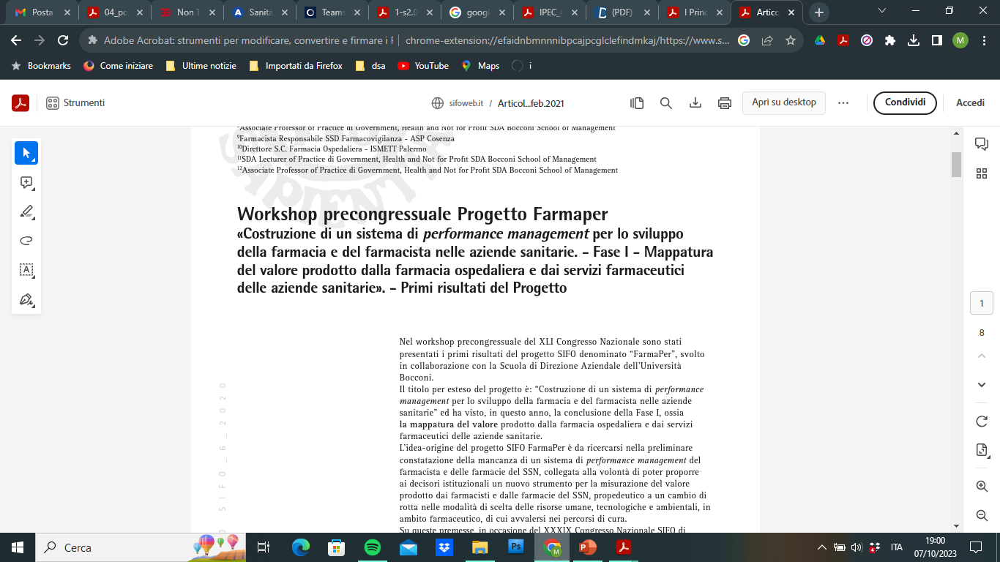 Posta
04_po
Non T
Sanità
Teams
1-s2.0
googl
IPEC_
(PDF)
I Princ
Artico
Adobe Acrobat: strumenti per modificare, convertire e firmare i F
chrome-extension://efaidnbmnnnibpcajpcglclefindmkaj/https://www.s...
M
Bookmarks
Come iniziare
Ultime notizie
Importati da Firefox
dsa
YouTube
Maps
i
Strumenti
sifoweb.it / Articol...feb.2021
Apri su desktop
Condividi
Accedi
Associate Professor of Practice di Government, Health and Not for Profit SDA Bocconi School of Management
9Farmacista Responsabile SSD Farmacovigilanza - ASP Cosenza
10Direttore S.C. Farmacia Ospedaliera - ISMETT Palermo
11SDA Lecturer of Practice di Government, Health and Not for Profit SDA Bocconi School of Management
12Associate Professor of Practice di Government, Health and Not for Profit SDA Bocconi School of Management
SAPIENTE
Workshop precongressuale Progetto Farmaper
«Costruzione di un sistema di performance management per lo sviluppo
della farmacia e del farmacista nelle aziende sanitarie. - Fase I - Mappatura
del valore prodotto dalla farmacia ospedaliera e dai servizi farmaceutici
delle aziende sanitarie». - Primi risultati del Progetto
Nel workshop precongressuale del XLI Congresso Nazionale sono stati
presentati i primi risultati del progetto SIFO denominato “FarmaPer”, svolto
in collaborazione con la Scuola di Direzione Aziendale dell’Università
Bocconi.
Il titolo per esteso del progetto è: “Costruzione di un sistema di performance
management per lo sviluppo della farmacia e del farmacista nelle aziende
sanitarie” ed ha visto, in questo anno, la conclusione della Fase I, ossia
la mappatura del valore prodotto dalla farmacia ospedaliera e dai servizi
farmaceutici delle aziende sanitarie.
L’idea-origine del progetto SIFO FarmaPer è da ricercarsi nella preliminare
constatazione della mancanza di un sistema di performance management del
farmacista e delle farmacie del SSN, collegata alla volontà di poter proporre
ai decisori istituzionali un nuovo strumento per la misurazione del valore
prodotto dai farmacisti e dalle farmacie del SSN, propedeutico a un cambio di
rotta nelle modalità di scelta delle risorse umane, tecnologiche e ambientali, in
ambito farmaceutico, di cui avvalersi nei percorsi di cura.
Su queste premesse, in occasione del XXXIX Congresso Nazionale SIFO di
SIFO - 6 - 2020
1
8
Cerca
Ps
M
4
ITA
19:00
07/10/2023